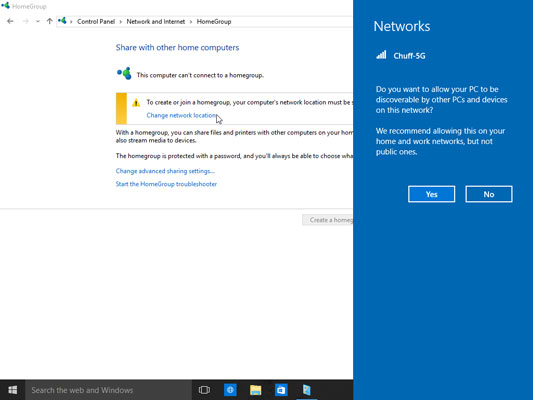 HomeGroup
Control Panel > Network and Internet > HomeGroup
Share with other home computers
This computer can't connect to a homegroup.
To create or join a homegroup, your computer's network location must be s
Change network location
With a homegroup, you can share files and printers with other computers on your hom
also stream media to devices.
The homegroup is protected with a password, and you'll always be able to choose wha
Change advanced sharing settings...
Start the HomeGroup troubleshooter
Create a homeg
Networks
Chuff-5G
Do you want to allow your PC to be
discoverable by other PCs and devices
on this network?
We recommend allowing this on your
home and work networks, but not
public ones.
Yes
No
Search the web and Windows